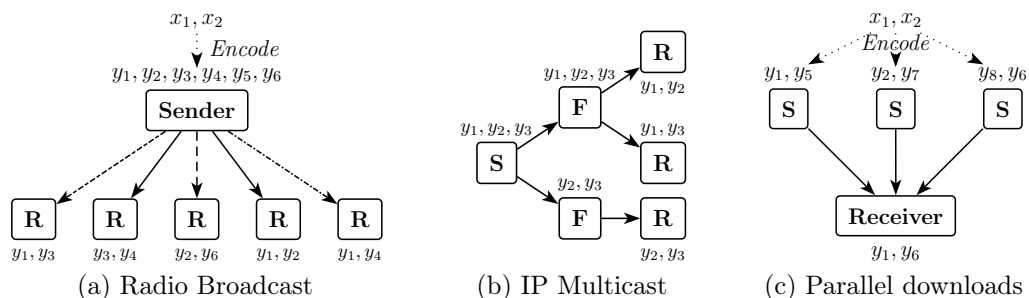 x₁, x₂
Encode
y₁, y₂, y₃, y₄, y₅, y₆
Sender
R R R R R
y₁, y₃ y₃, y₄ y₂, y₆ y₁, y₂ y₁, y₄
(a) Radio Broadcast
R
y₁, y₂, y₃
y₁, y₂
F
y₁, y₂, y₃
y₁, y₃
S
R
y₂, y₃
F
R
y₂, y₃
(b) IP Multicast
x₁, x₂
Encode
y₁, y₅ y₂, y₇ y₈, y₆
S S S
Receiver
y₁, y₆
(c) Parallel downloads